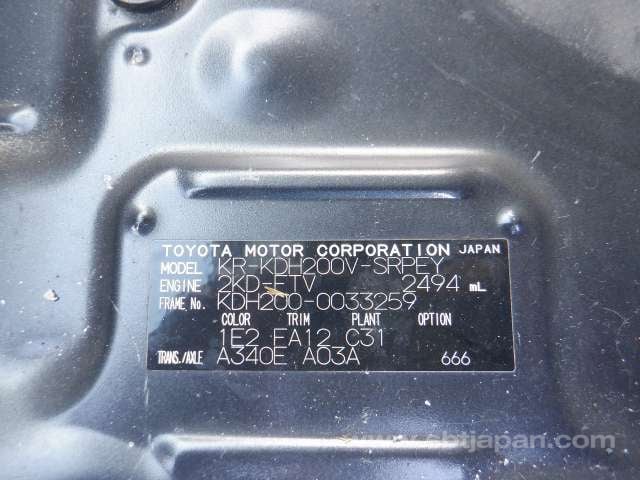 TOYOTA MOTOR CORPORATION JAPAN
MODEL KR-KDH200V-SRPEY
ENGINE 2KD-FTV 2494 mL
FRAME No. KDH200-0033259
COLOR TRIM PLANT OPTION
1E2 EA12 C31
TRANS./AXLE A340E A03A 666
www.sbtjapan.com